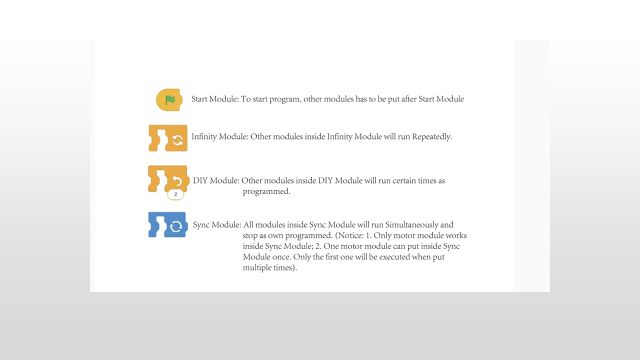 Start Module: To start program, other modules has to be put after Start Module
Infinity Module: Other modules inside Infinity Module will run Repeatedly.
DIY Module: Other modules inside DIY Module will run certain times as
programmed.
2
Sync Module: All modules inside Sync Module will run Simultaneously and
stop as own programmed. (Notice: 1. Only motor module works
inside Sync Module; 2. One motor module can put inside Sync
Module once. Only the first one will be executed when put
multiple times).